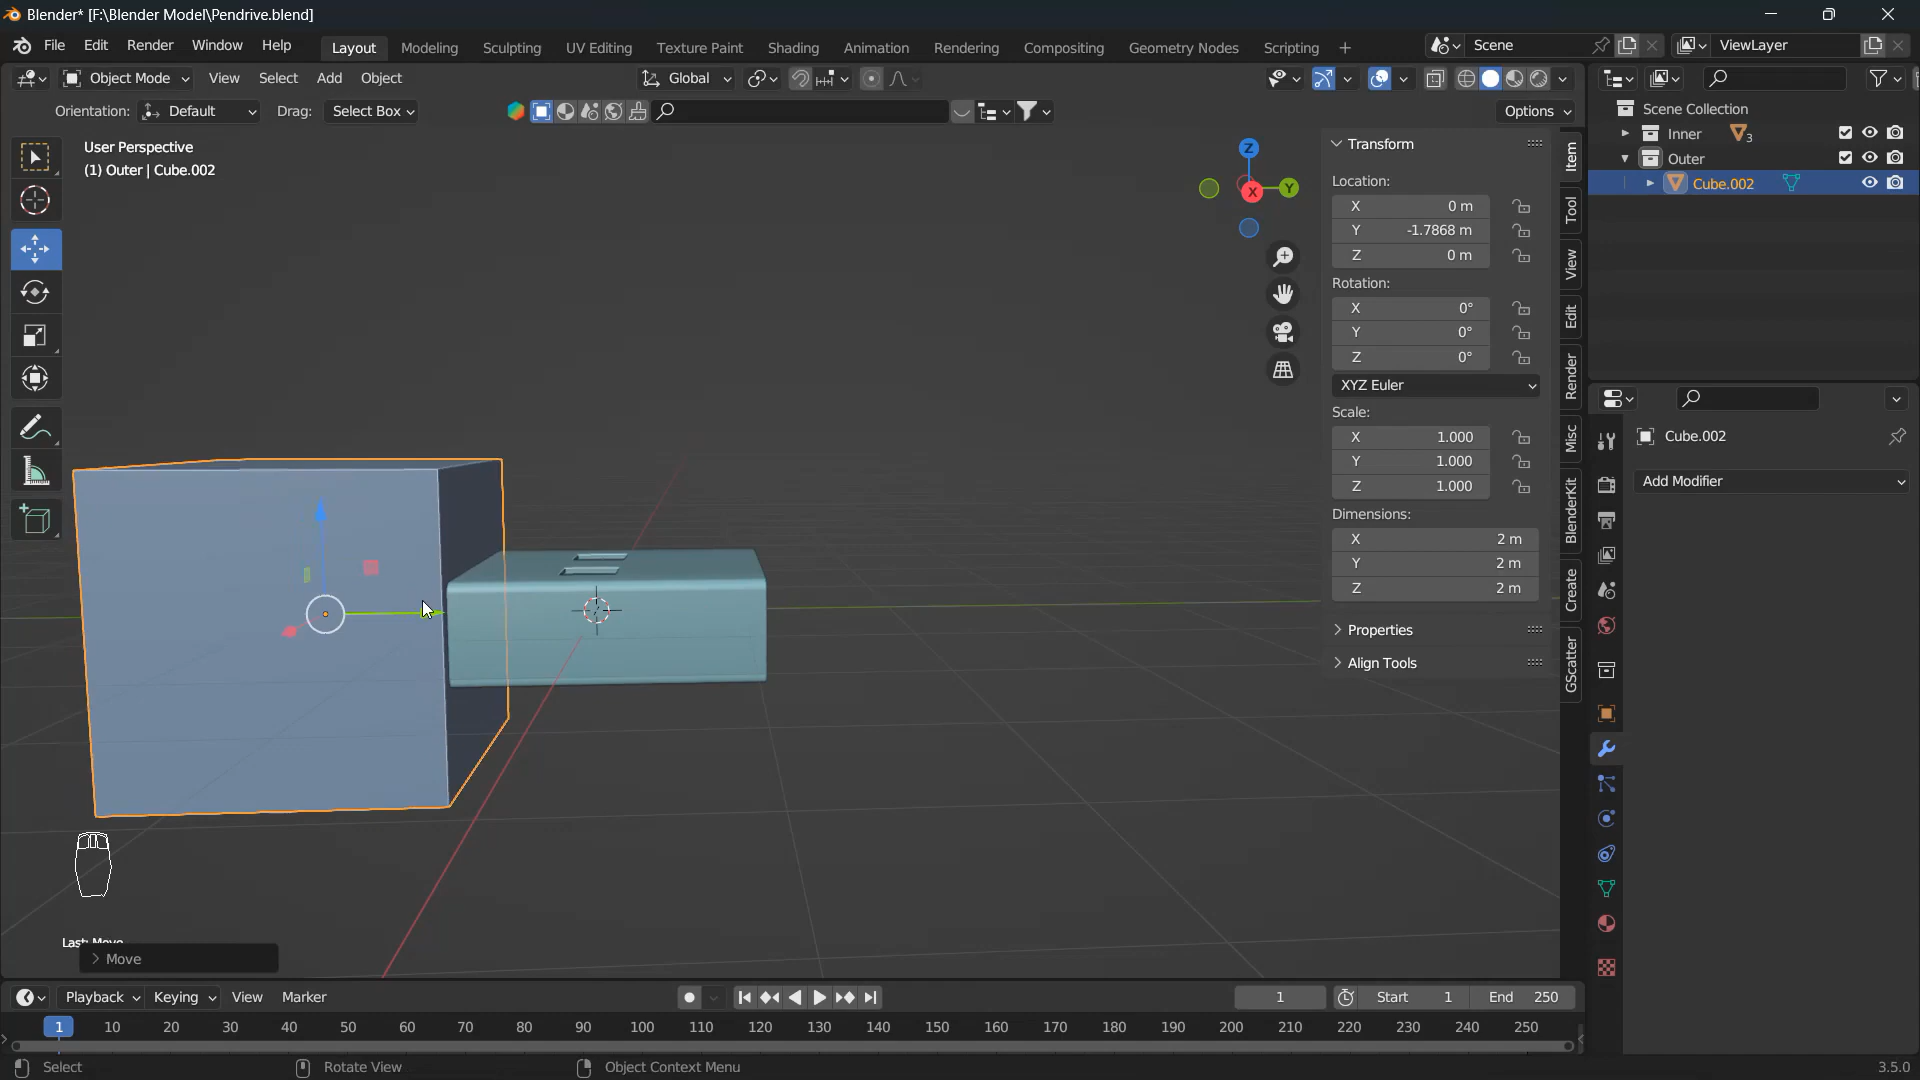 Blender* [F:\Blender Model\Pendrive.blend]
File Edit Render Window Help Layout Modeling Sculpting UV Editing Texture Paint Shading Animation Rendering Compositing Geometry Nodes Scripting + Scene ViewLayer
Object Mode View Select Add Object Global
Orientation: Default Drag: Select Box Options
User Perspective
(1) Outer | Cube.002
Z
Y
X
Transform
Location:
X 0 m
Y -1.7868 m
Z 0 m
Rotation:
X 0°
Y 0°
Z 0°
XYZ Euler
Scale:
X 1.000
Y 1.000
Z 1.000
Dimensions:
X 2 m
Y 2 m
Z 2 m
Properties
Align Tools
Item
Tool
View
Edit
Render
Misc
BlenderKit
Create
GScatter
Scene Collection
Inner 3
Outer
Cube.002
Cube.002
Add Modifier
Last: Move
Move
Playback Keying View Marker 1 Start 1 End 250
1 10 20 30 40 50 60 70 80 90 100 110 120 130 140 150 160 170 180 190 200 210 220 230 240 250
Select Rotate View Object Context Menu 3.5.0